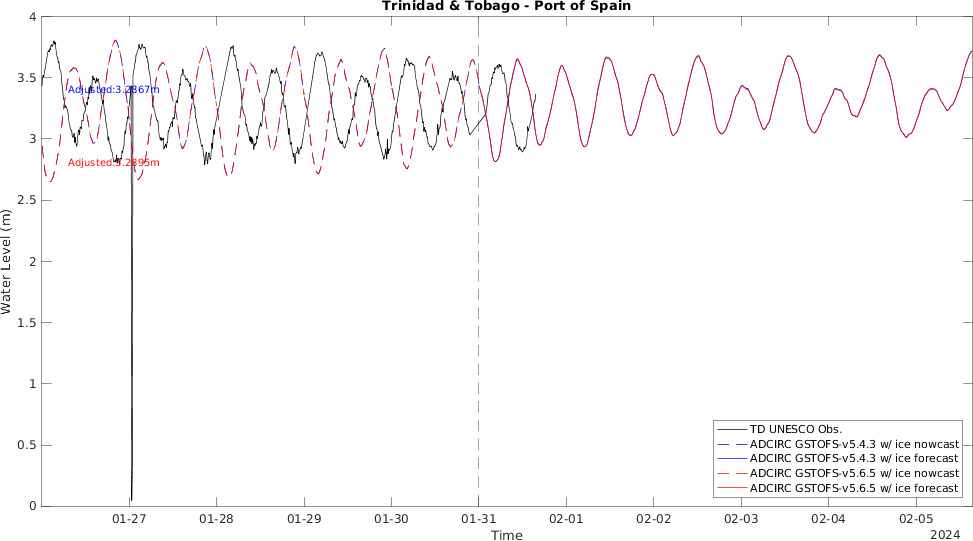 Trinidad & Tobago - Port of Spain
4
3.5
3
2.5
2
1.5
1
0.5
0
Water Level (m)
Adjusted:3.2867m
Adjusted:3.2895m
TD UNESCO Obs.
ADCIRC GSTOFS-v5.4.3 w/ ice nowcast
ADCIRC GSTOFS-v5.4.3 w/ ice forecast
ADCIRC GSTOFS-v5.6.5 w/ ice nowcast
ADCIRC GSTOFS-v5.6.5 w/ ice forecast
01-27 01-28 01-29 01-30 01-31 02-01 02-02 02-03 02-04 02-05
Time
2024